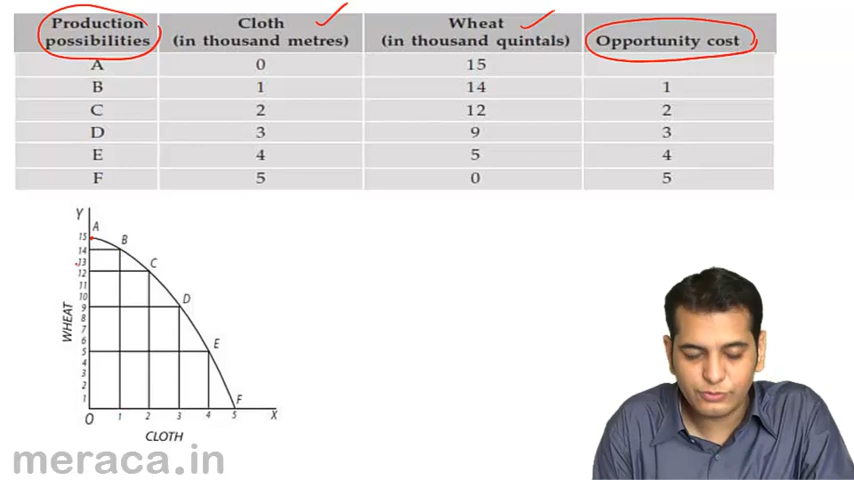 Production possibilities Cloth (in thousand metres) Wheat (in thousand quintals) Opportunity cost
A 0 15
B 1 14 1
C 2 12 2
D 3 9 3
E 4 5 4
F 5 0 5
Y
A
15
B
14
13
C
12
11
10
D
9
8
7
6
E
5
4
3
2
1
F
WHEAT
O 1 2 3 4 5 X
CLOTH
meraca.in